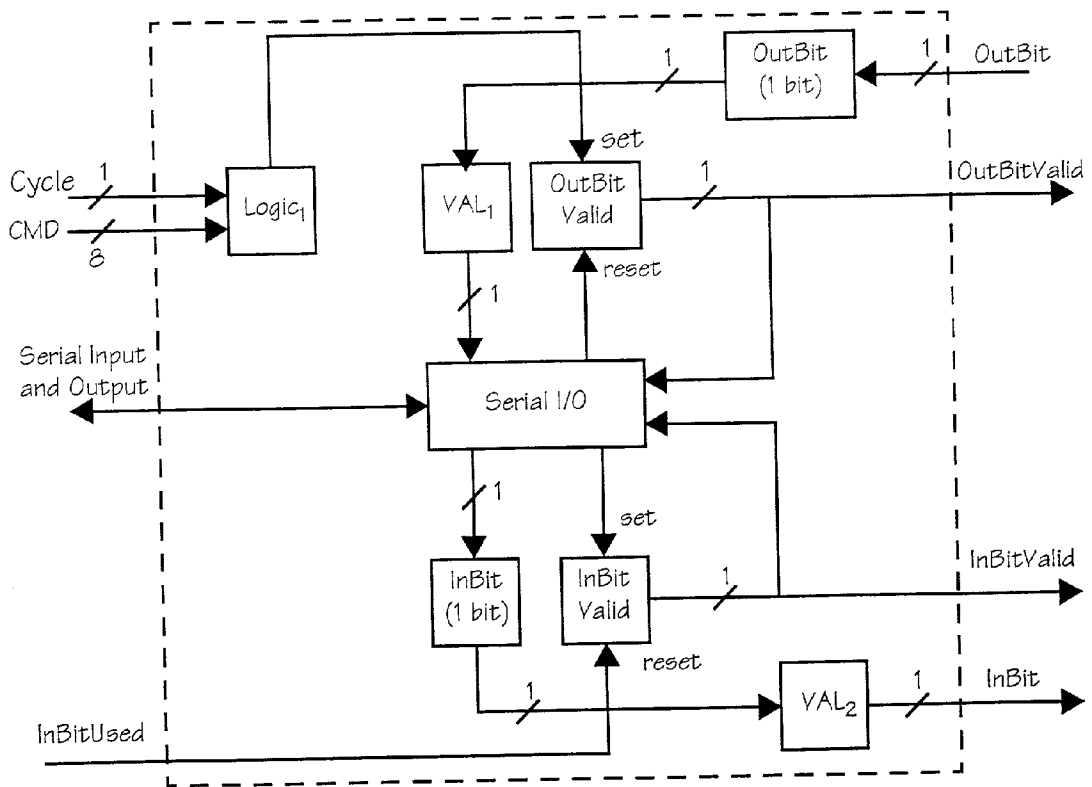 1
OutBit
(1 bit)
1
OutBit
set
Cycle
1
CMD
8
Logic1
VAL1
OutBit
Valid
1
OutBitValid
reset
1
Serial Input
and Output
Serial I/O
1
set
InBit
(1 bit)
InBit
Valid
1
InBitValid
reset
1
VAL2
1
InBit
InBitUsed